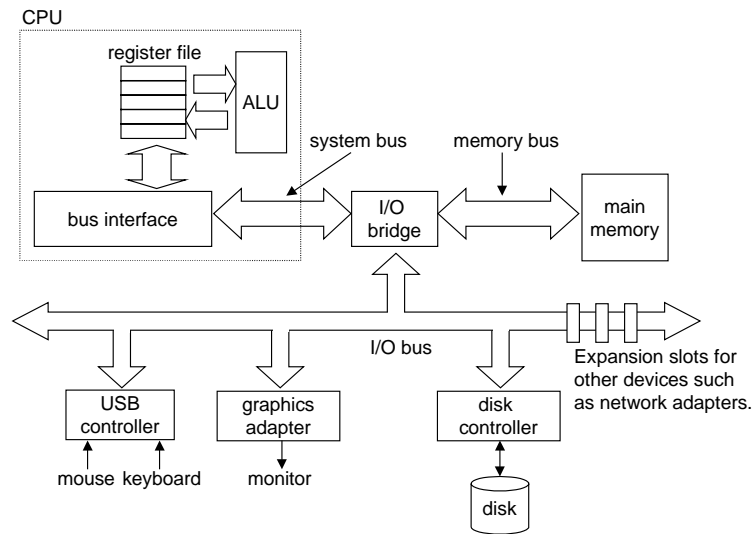 CPU
register file
ALU
system bus
memory bus
bus interface
I/O
bridge
main
memory
I/O bus
Expansion slots for
other devices such
as network adapters.
USB
controller
graphics
adapter
disk
controller
mouse
keyboard
monitor
disk